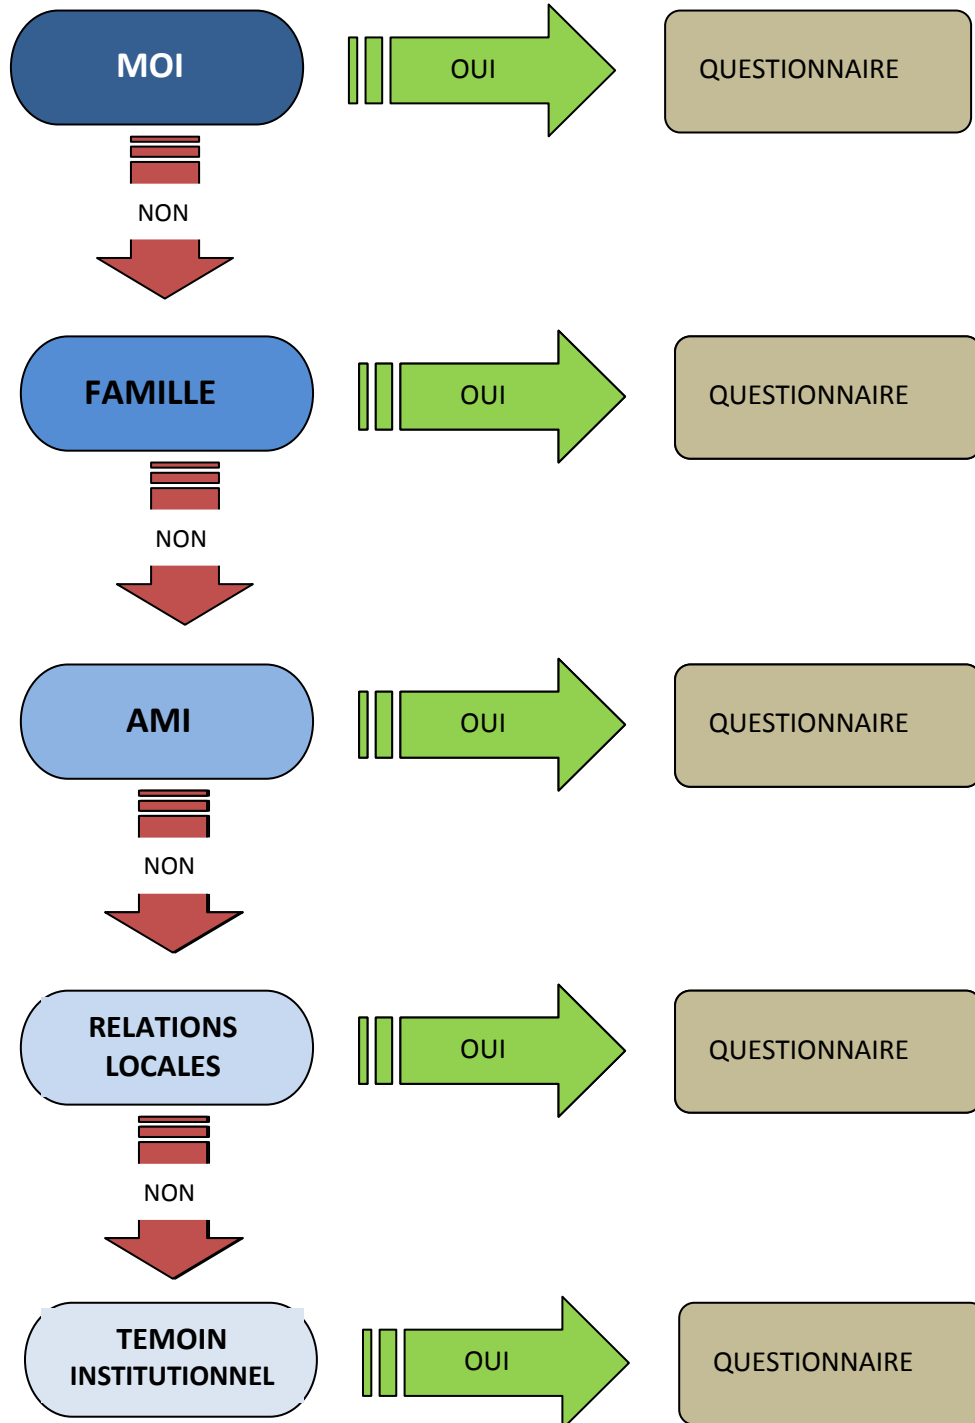 MOI
OUI
QUESTIONNAIRE
NON
FAMILLE
OUI
QUESTIONNAIRE
NON
AMI
OUI
QUESTIONNAIRE
NON
RELATIONS
LOCALES
OUI
QUESTIONNAIRE
NON
TEMOIN
INSTITUTIONNEL
OUI
QUESTIONNAIRE